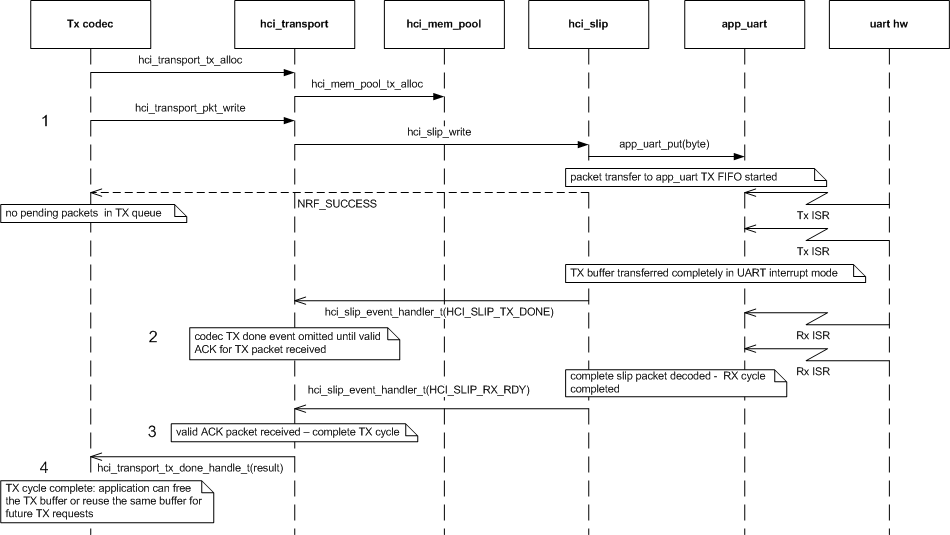 Tx codec
hci_transport
hci_mem_pool
hci_slip
app_uart
uart hw
hci_transport_tx_alloc
hci_mem_pool_tx_alloc
hci_transport_pkt_write
1
hci_slip_write
app_uart_put(byte)
packet transfer to app_uart TX FIFO started
NRF_SUCCESS
no pending packets in TX queue
Tx ISR
Tx ISR
TX buffer transferred completely in UART interrupt mode
hci_slip_event_handler_t(HCI_SLIP_TX_DONE)
2
codec TX done event omitted until valid
ACK for TX packet received
Rx ISR
Rx ISR
complete slip packet decoded - RX cycle
completed
hci_slip_event_handler_t(HCI_SLIP_RX_RDY)
3
valid ACK packet received – complete TX cycle
4
hci_transport_tx_done_handle_t(result)
TX cycle complete: application can free
the TX buffer or reuse the same buffer for
future TX requests